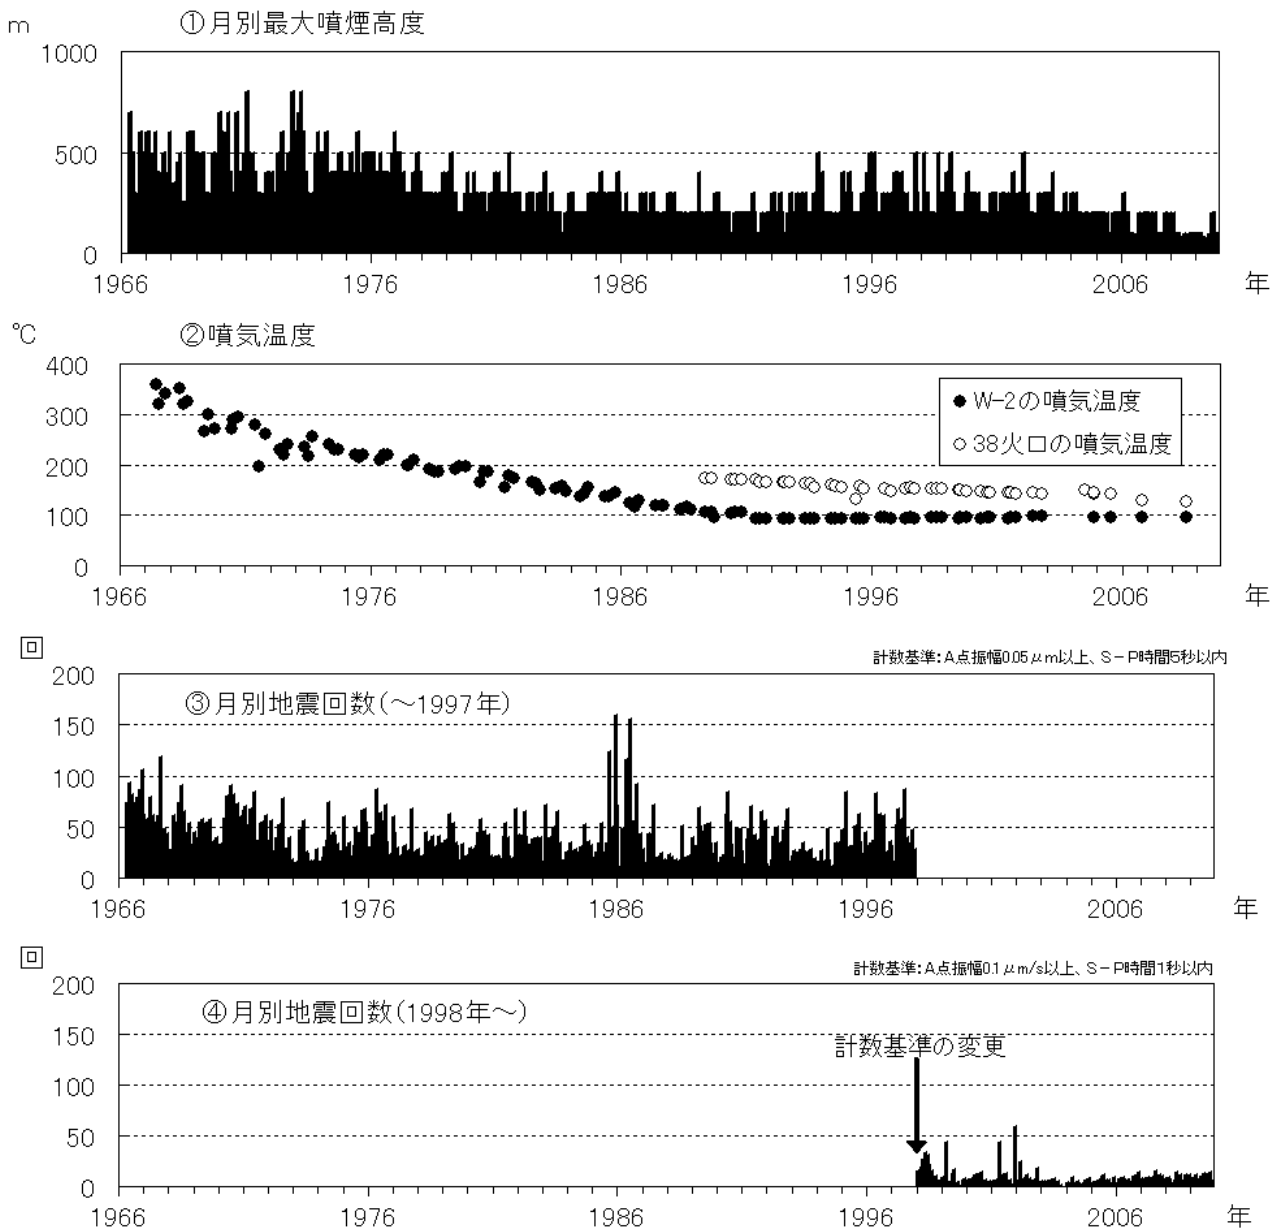 m ①月別最大噴煙高度
1000
500
0
1966 1976 1986 1996 2006 年
℃ ②噴気温度
400
300
200
100
0
W-2の噴気温度
38火口の噴気温度
1966 1976 1986 1996 2006 年
回
計数基準:A点振幅0.05μm以上、S-P時間5秒以内
③月別地震回数(~1997年)
200
150
100
50
0
1966 1976 1986 1996 2006 年
回
計数基準:A点振幅0.1μm/s以上、S-P時間1秒以内
④月別地震回数(1998年~)
計数基準の変更
200
150
100
50
0
1966 1976 1986 1996 2006 年